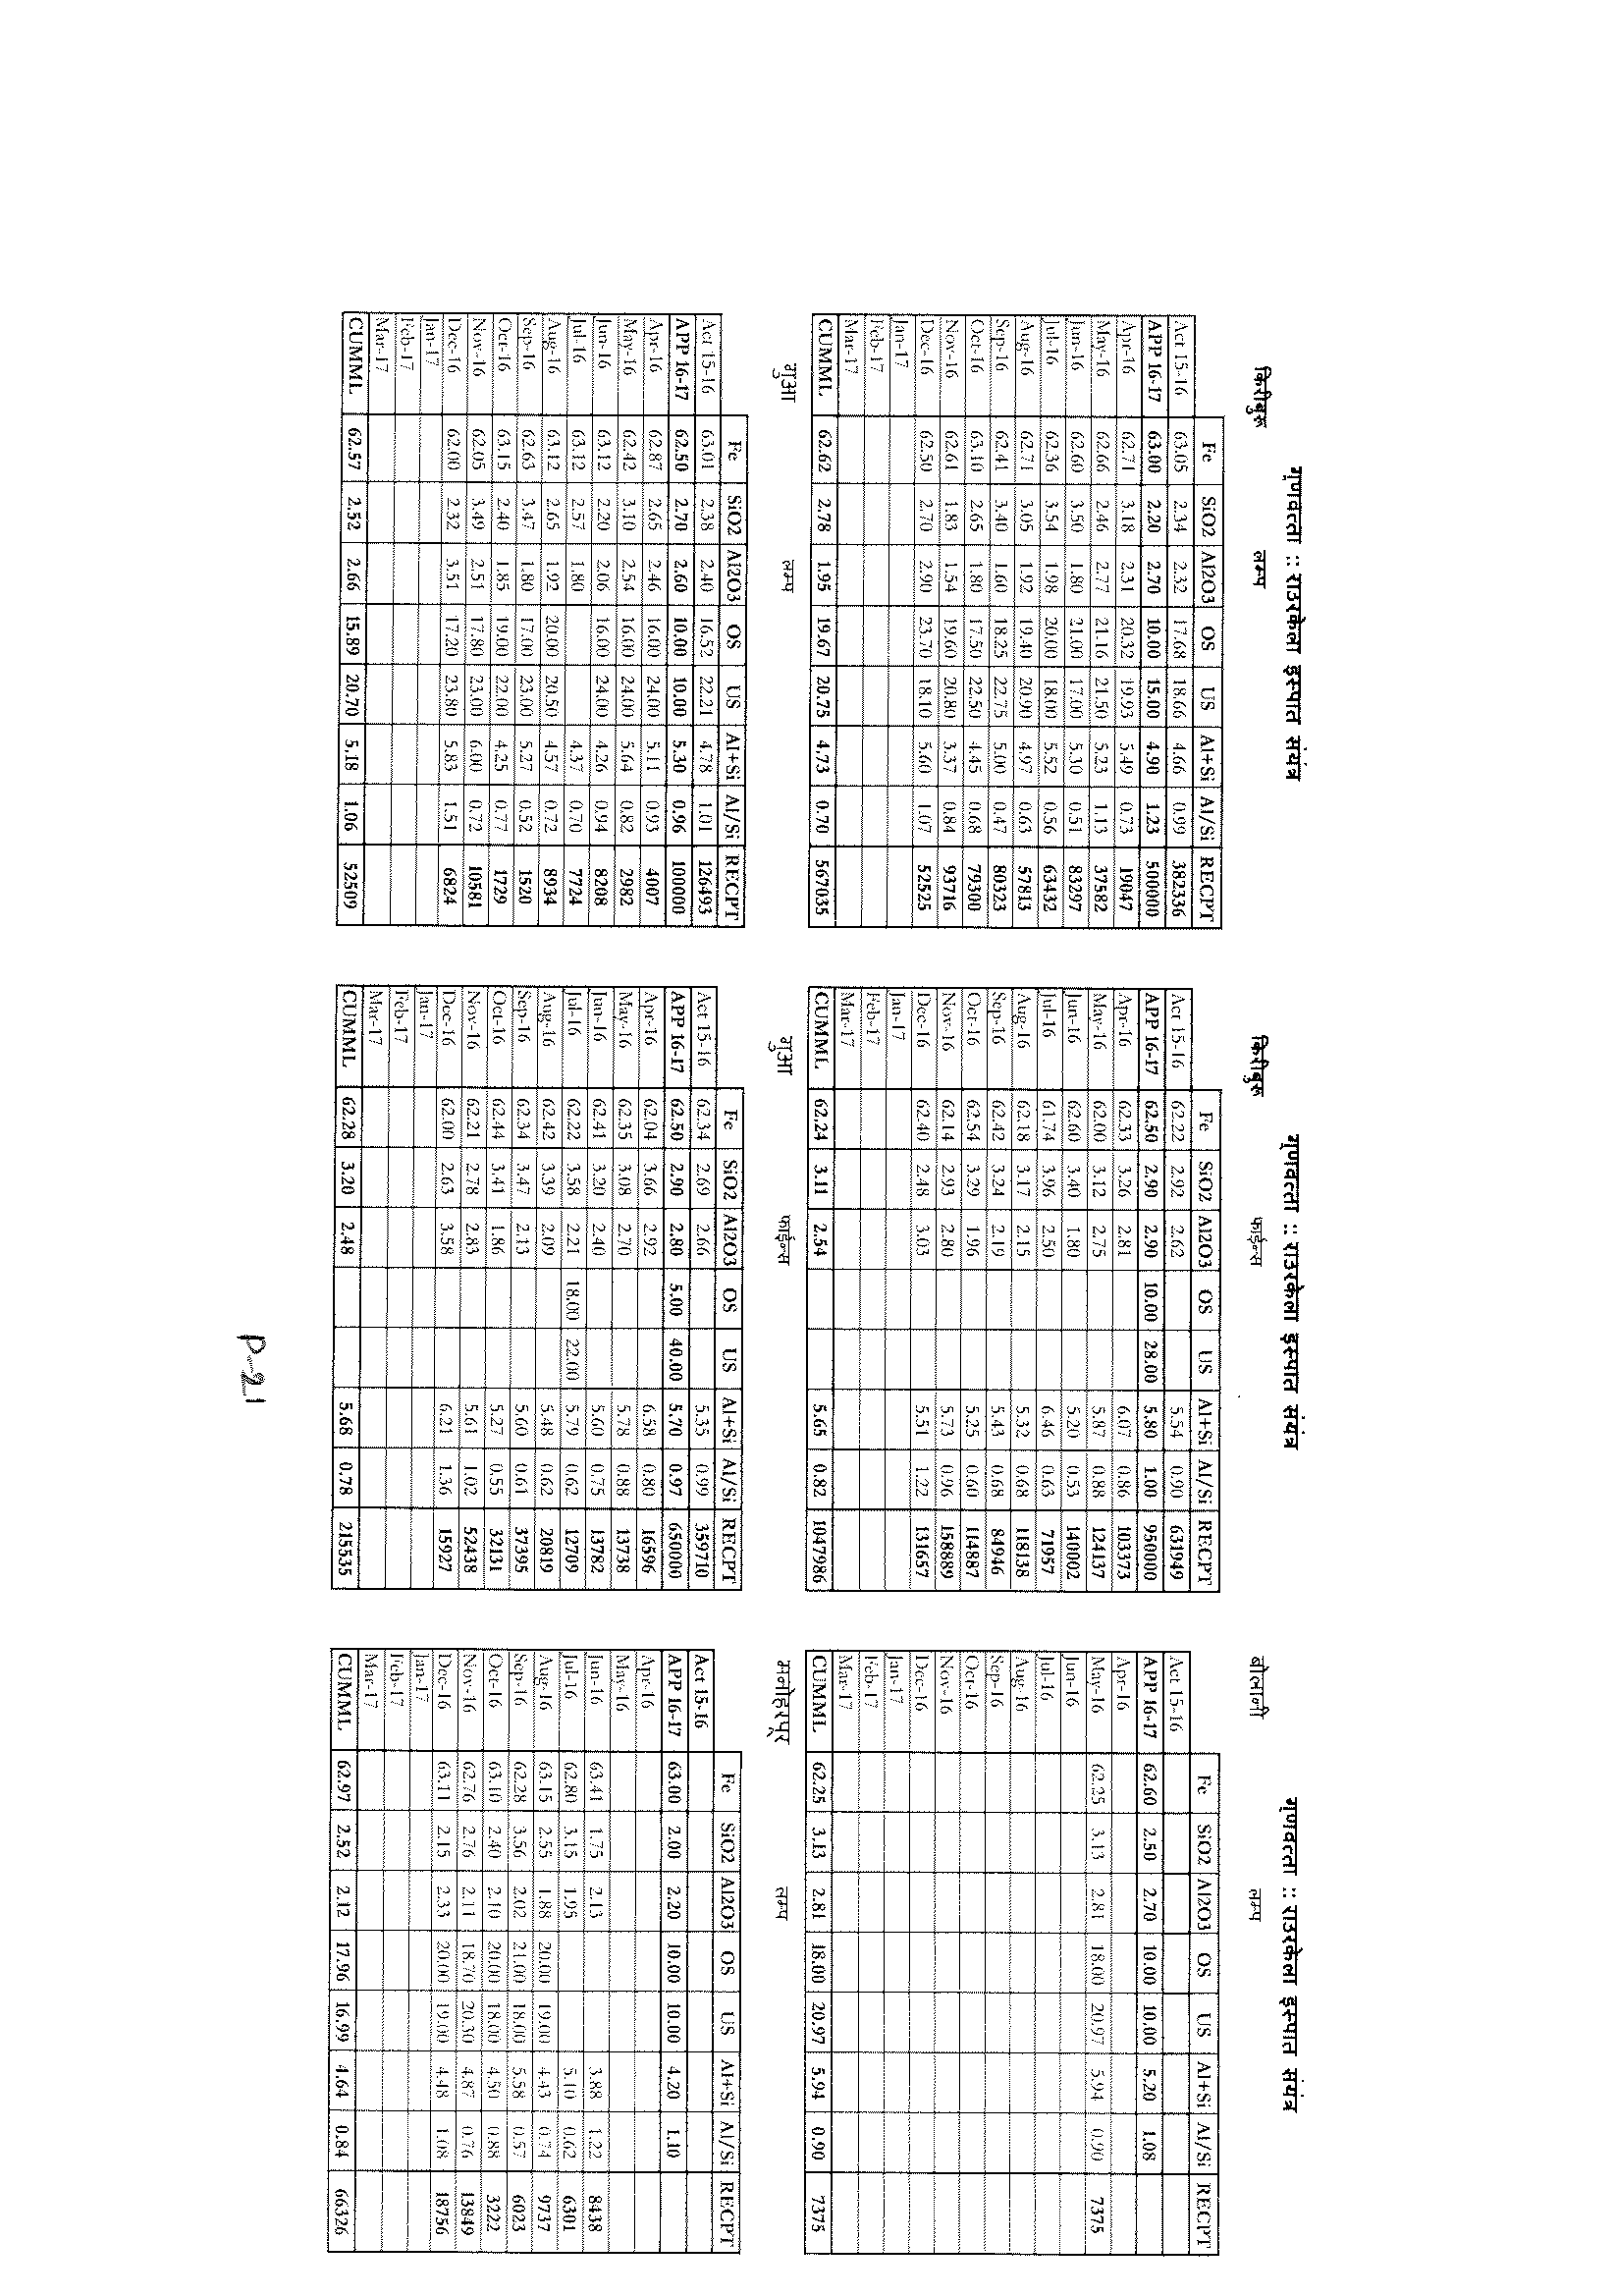 गुणवत्ता :: राउरकेला इस्पात संयंत्र
किरीबुरू लम्प
Fe SiO2 Al2O3 OS US Al+Si Al/Si RECPT
Act 15-16 63.05 2.34 2.32 17.68 18.66 4.66 0.99 382336
APP 16-17 63.00 2.20 2.70 10.00 15.00 4.90 1.23 500000
Apr-16 62.71 3.18 2.31 20.32 19.93 5.49 0.73 19047
May-16 62.66 2.46 2.77 21.16 21.50 5.23 1.13 37582
Jun-16 62.60 3.50 1.80 21.00 17.00 5.30 0.51 83297
Jul-16 62.36 3.54 1.98 20.00 18.00 5.52 0.56 63432
Aug-16 62.71 3.05 1.92 19.40 20.90 4.97 0.63 57813
Sep-16 62.41 3.40 1.60 18.25 22.75 5.00 0.47 80323
Oct-16 63.10 2.65 1.80 17.50 22.50 4.45 0.68 79300
Nov-16 62.61 1.83 1.54 19.60 20.80 3.37 0.84 93716
Dec-16 62.50 2.70 2.90 23.70 18.10 5.60 1.07 52525
Jan-17
Feb-17
Mar-17
CUMML 62.62 2.78 1.95 19.67 20.75 4.73 0.70 567035
गुआ लम्प
Fe SiO2 Al2O3 OS US Al+Si Al/Si RECPT
Act 15-16 63.01 2.38 2.40 16.52 22.21 4.78 1.01 126493
APP 16-17 62.50 2.70 2.60 10.00 10.00 5.30 0.96 100000
Apr-16 62.87 2.65 2.46 16.00 24.00 5.11 0.93 4007
May-16 62.42 3.10 2.54 16.00 24.00 5.64 0.82 2982
Jun-16 63.12 2.20 2.06 16.00 24.00 4.26 0.94 8208
Jul-16 63.12 2.57 1.80 4.37 0.70 7724
Aug-16 63.12 2.65 1.92 20.00 20.50 4.57 0.72 8934
Sep-16 62.63 3.47 1.80 17.00 23.00 5.27 0.52 1520
Oct-16 63.15 2.40 1.85 19.00 22.00 4.25 0.77 1729
Nov-16 62.05 3.49 2.51 17.80 23.00 6.00 0.72 10581
Dec-16 62.00 2.32 3.51 17.20 23.80 5.83 1.51 6824
Jan-17
Feb-17
Mar-17
CUMML 62.57 2.52 2.66 15.89 20.70 5.18 1.06 52509
गुणवत्ता :: राउरकेला इस्पात संयंत्र
किरीबुरू फाईन्स
Fe SiO2 Al2O3 OS US Al+Si Al/Si RECPT
Act 15-16 62.22 2.92 2.62 5.54 0.90 631949
APP 16-17 62.50 2.90 2.90 10.00 28.00 5.80 1.00 950000
Apr-16 62.33 3.26 2.81 6.07 0.86 103373
May-16 62.00 3.12 2.75 5.87 0.88 124137
Jun-16 62.60 3.40 1.80 5.20 0.53 140002
Jul-16 61.74 3.96 2.50 6.46 0.63 71957
Aug-16 62.18 3.17 2.15 5.32 0.68 118138
Sep-16 62.42 3.24 2.19 5.43 0.68 84946
Oct-16 62.54 3.29 1.96 5.25 0.60 114887
Nov-16 62.14 2.93 2.80 5.73 0.96 158889
Dec-16 62.40 2.48 3.03 5.51 1.22 131657
Jan-17
Feb-17
Mar-17
CUMML 62.24 3.11 2.54 5.65 0.82 1047986
गुआ फाईन्स
Fe SiO2 Al2O3 OS US Al+Si Al/Si RECPT
Act 15-16 62.34 2.69 2.66 5.35 0.99 359710
APP 16-17 62.50 2.90 2.80 5.00 40.00 5.70 0.97 650000
Apr-16 62.04 3.66 2.92 6.58 0.80 16596
May-16 62.35 3.08 2.70 5.78 0.88 13738
Jun-16 62.41 3.20 2.40 5.60 0.75 13782
Jul-16 62.22 3.58 2.21 18.00 22.00 5.79 0.62 12709
Aug-16 62.42 3.39 2.09 5.48 0.62 20819
Sep-16 62.34 3.47 2.13 5.60 0.61 37395
Oct-16 62.44 3.41 1.86 5.27 0.55 32131
Nov-16 62.21 2.78 2.83 5.61 1.02 52438
Dec-16 62.00 2.63 3.58 6.21 1.36 15927
Jan-17
Feb-17
Mar-17
CUMML 62.28 3.20 2.48 5.68 0.78 215535
गुणवत्ता :: राउरकेला इस्पात संयंत्र
बोलानी लम्प
Fe SiO2 Al2O3 OS US Al+Si Al/Si RECPT
Act 15-16
APP 16-17 62.60 2.50 2.70 10.00 10.00 5.20 1.08
Apr-16
May-16 62.25 3.13 2.81 18.00 20.97 5.94 0.90 7375
Jun-16
Jul-16
Aug-16
Sep-16
Oct-16
Nov-16
Dec-16
Jan-17
Feb-17
Mar-17
CUMML 62.25 3.13 2.81 18.00 20.97 5.94 0.90 7375
मनोहरपूर लम्प
Fe SiO2 Al2O3 OS US Al+Si Al/Si RECPT
Act 15-16
APP 16-17 63.00 2.00 2.20 10.00 10.00 4.20 1.10
Apr-16
May-16
Jun-16 63.41 1.75 2.13 3.88 1.22 8438
Jul-16 62.80 3.15 1.95 5.10 0.62 6301
Aug-16 63.15 2.55 1.88 20.00 19.00 4.43 0.74 9737
Sep-16 62.28 3.56 2.02 21.00 18.00 5.58 0.57 6023
Oct-16 63.10 2.40 2.10 20.00 18.00 4.50 0.88 3222
Nov-16 62.76 2.76 2.11 18.70 20.30 4.87 0.76 13849
Dec-16 63.11 2.15 2.33 20.00 19.00 4.48 1.08 18756
Jan-17
Feb-17
Mar-17
CUMML 62.97 2.52 2.12 17.96 16.99 4.64 0.84 66326
P-21